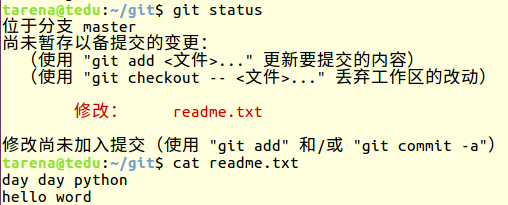 tarena@tedu:~/git$ git status
位于分支 master
尚未暂存以备提交的变更：
（使用 "git add <文件>..." 更新要提交的内容）
（使用 "git checkout -- <文件>..." 丢弃工作区的改动）
修改： readme.txt
修改尚未加入提交（使用 "git add" 和/或 "git commit -a"）
tarena@tedu:~/git$ cat readme.txt
day day python
hello word